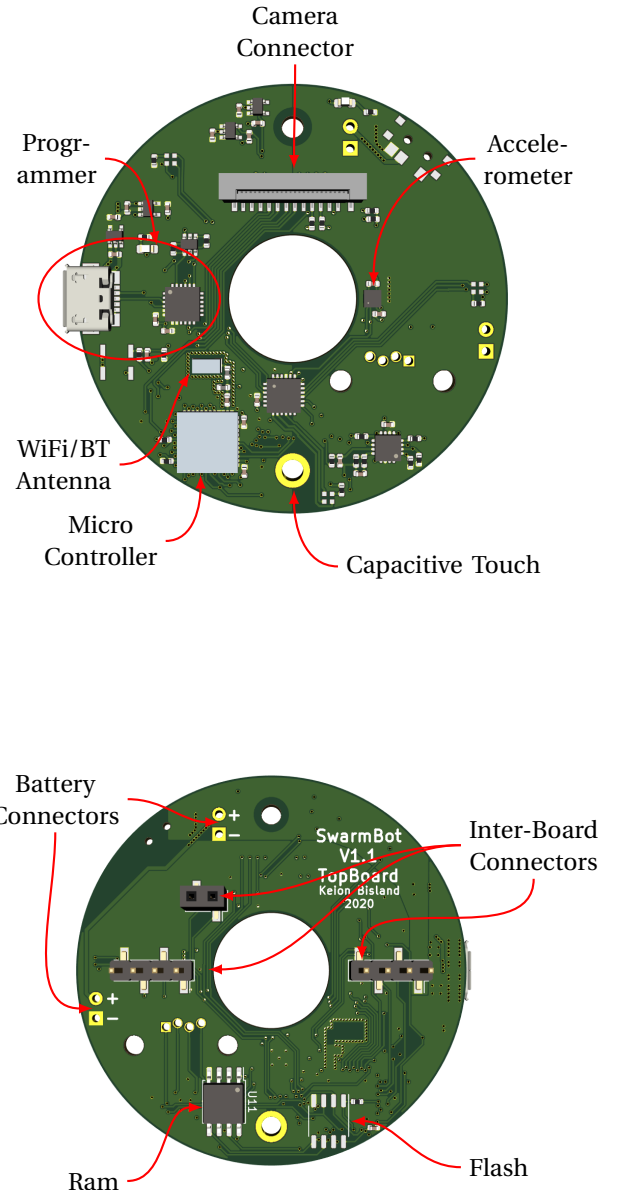 Camera
Connector
Progr-
ammer
Accele-
rometer
WiFi/BT
Antenna
Micro
Controller
Capacitive Touch
Battery
Connectors
+
−
SwarmBot
V1.1
TopBoard
Kelon Bisland
2020
Inter-Board
Connectors
+
−
U11
Ram
Flash